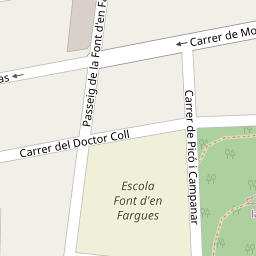 Passeig de la Font d'en Fa
Carrer de Mo
as
Carrer de Picó i Campanar
Carrer del Doctor Coll
Escola
Font d'en
Fargues